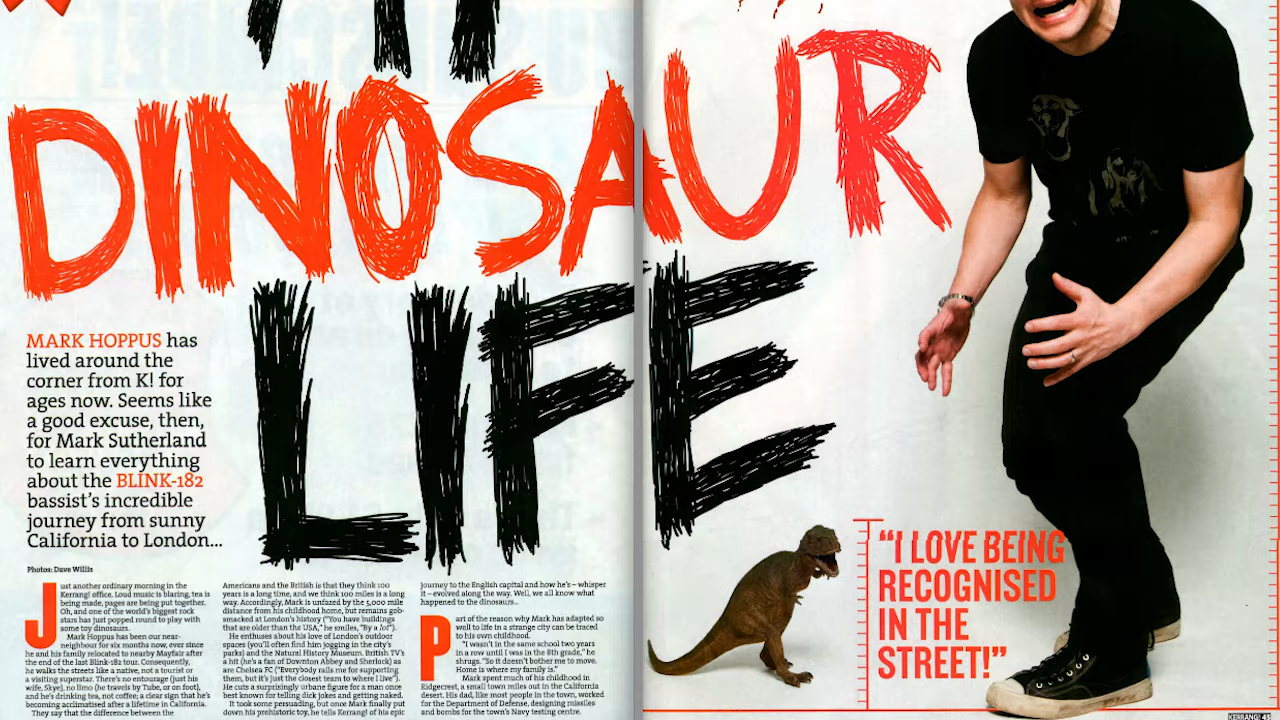 DINOSAUR
LIFE
MARK HOPPUS has
lived around the
corner from K! for
ages now. Seems like
a good excuse, then,
for Mark Sutherland
to learn everything
about the BLINK-182
bassist's incredible
journey from sunny
California to London...
Photos: Dave Willis
Just another ordinary morning in the
Kerrang! office. Loud music is blaring, tea is
being made, pages are being put together.
Oh, and one of the world's biggest rock
stars has just popped round to play with
some toy dinosaurs.
Mark Hoppus has been our near-
neighbour for six months now, ever since
he and his family relocated to nearby Mayfair after
the end of the last Blink-182 tour. Consequently,
he walks the streets like a native, not a tourist or
a visiting superstar. There's no entourage (just his
wife, Skye), no limo (he travels by Tube, or on foot),
and he's drinking tea, not coffee; a clear sign that he's
becoming acclimatised after a lifetime in California.
They say that the difference between the
Americans and the British is that they think 100
years is a long time, and we think 100 miles is a long
way. Accordingly, Mark is unfazed by the 5,000 mile
distance from his childhood home, but remains gob-
smacked at London's history ("You have buildings
that are older than the USA," he smiles, "By a lot").
He enthuses about his love of London's outdoor
spaces (you'll often find him jogging in the city's
parks) and the Natural History Museum. British TV's
a hit (he's a fan of Downton Abbey and Sherlock) as
are Chelsea FC ("Everybody rails me for supporting
them, but it's just the closest team to where I live").
He cuts a surprisingly urbane figure for a man once
best known for telling dick jokes and getting naked.
It took some persuading, but once Mark finally put
down his prehistoric toy, he tells Kerrang! of his epic
journey to the English capital and how he's – whisper
it – evolved along the way. Well, we all know what
happened to the dinosaurs...
Part of the reason why Mark has adapted so
well to life in a strange city can be traced
to his own childhood.
"I wasn't in the same school two years
in a row until I was in the 8th grade," he
shrugs. "So it doesn't bother me to move.
Home is where my family is."
Mark spent much of his childhood in
Ridgecrest, a small town miles out in the California
desert. His dad, like most people in the town, worked
for the Department of Defense, designing missiles
and bombs for the town's Navy testing centre.
"I LOVE BEING
RECOGNISED
IN THE
STREET!"
KERRANG!